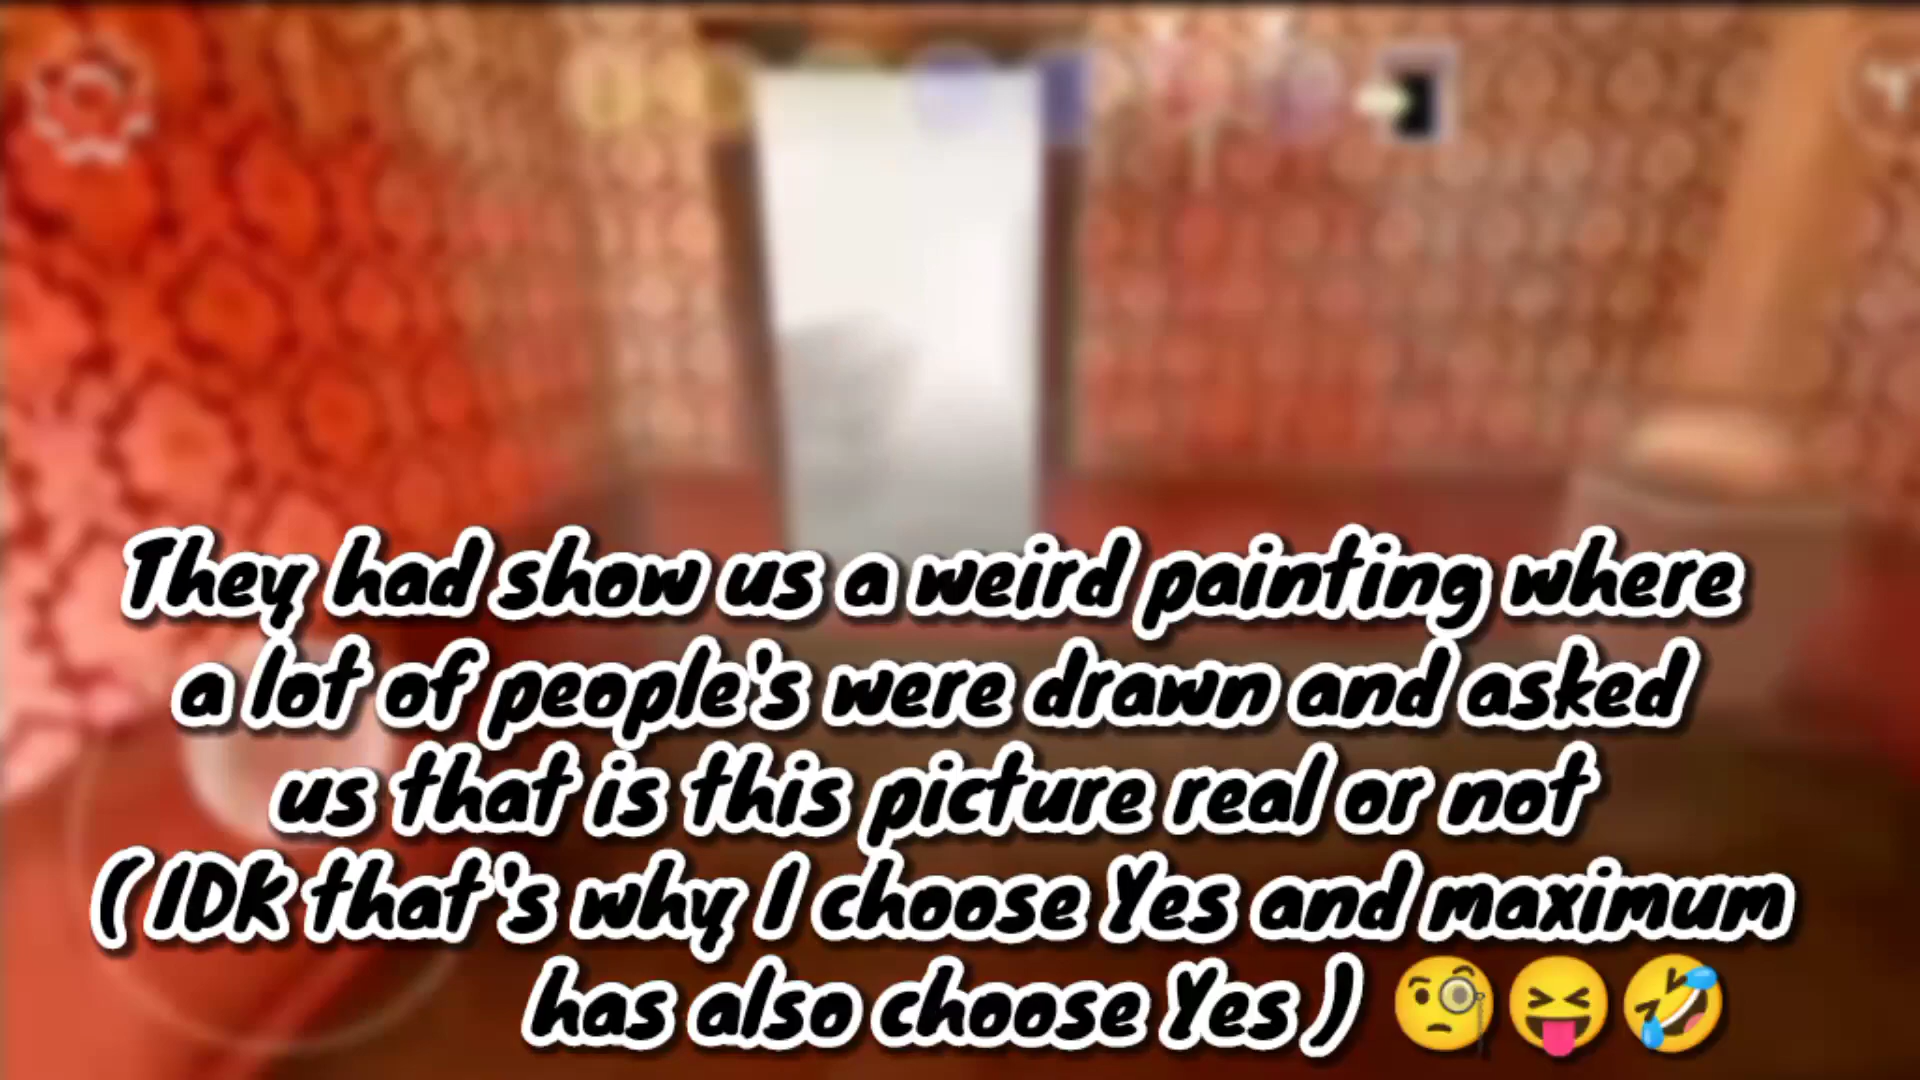 They had show us a weird painting where
a lot of people's were drawn and asked
us that is this picture real or not
( IDK that's why I choose Yes and maximum
has also choose Yes ) 🧐😝🤣